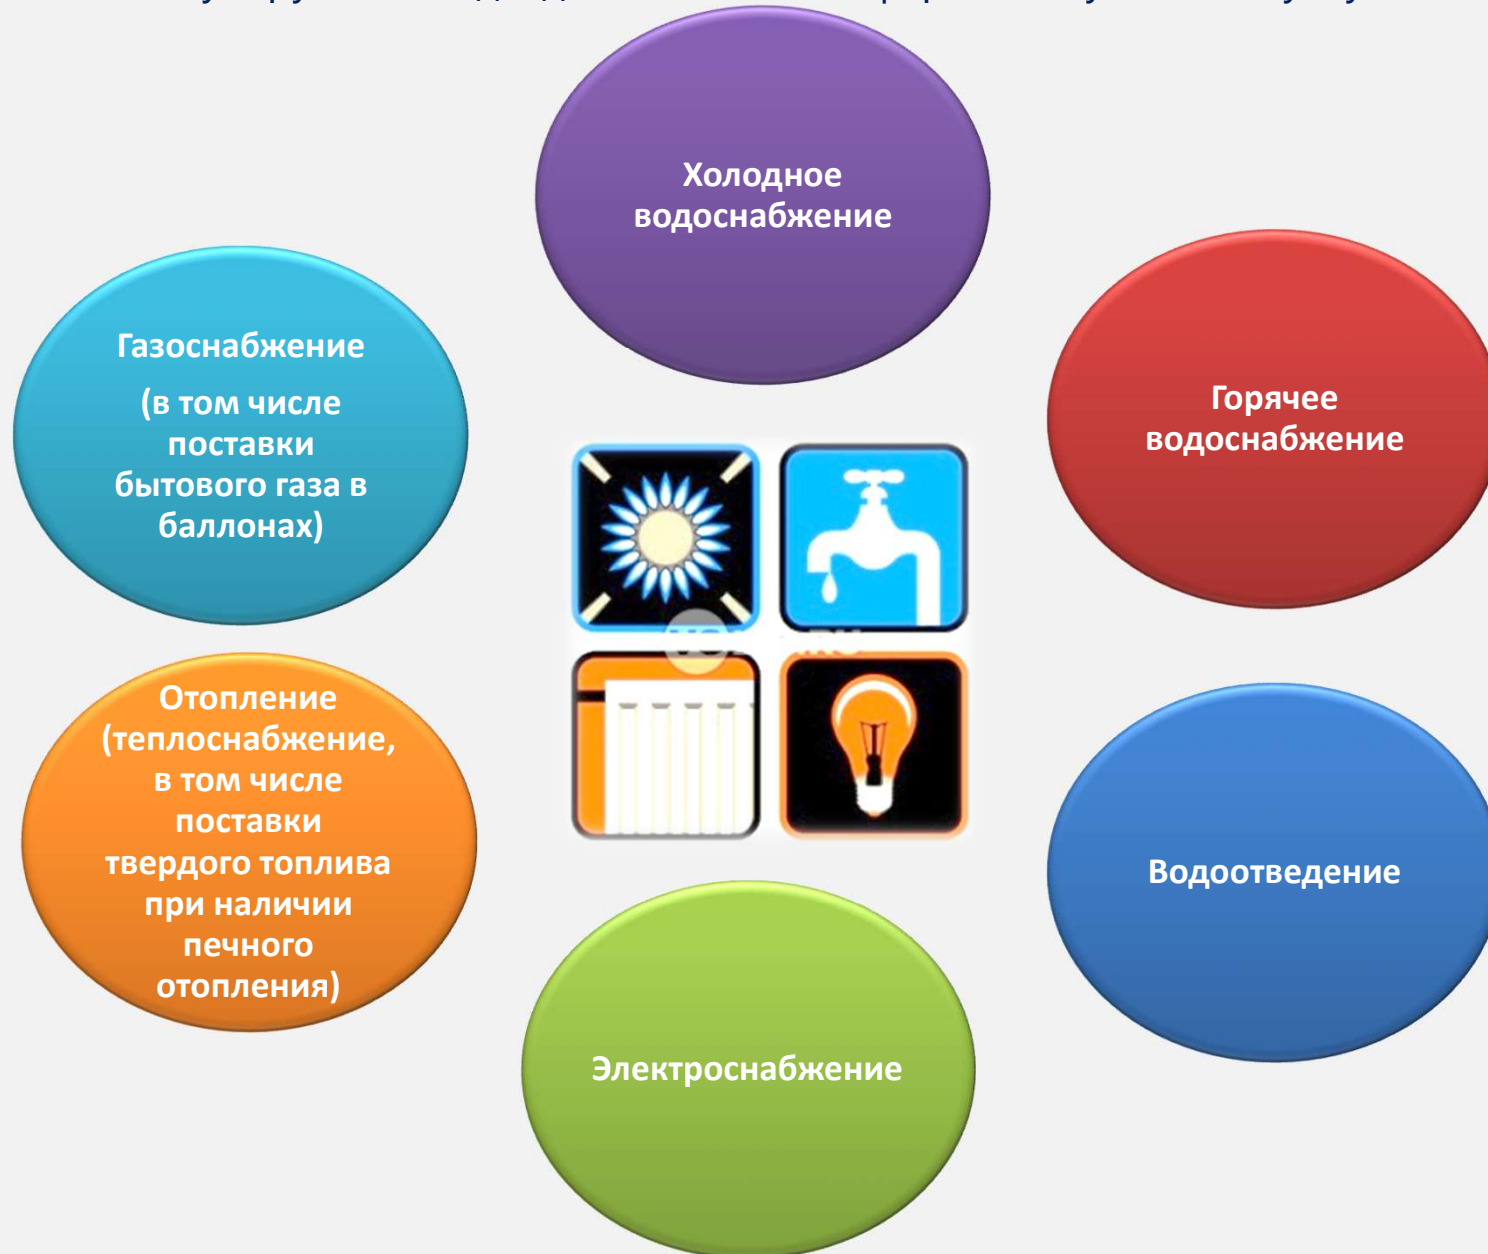 Холодное
водоснабжение
Горячее
водоснабжение
Водоотведение
Электроснабжение
Отопление
(теплоснабжение,
в том числе
поставки
твердого топлива
при наличии
печного
отопления)
Газоснабжение
(в том числе
поставки
бытового газа в
баллонах)